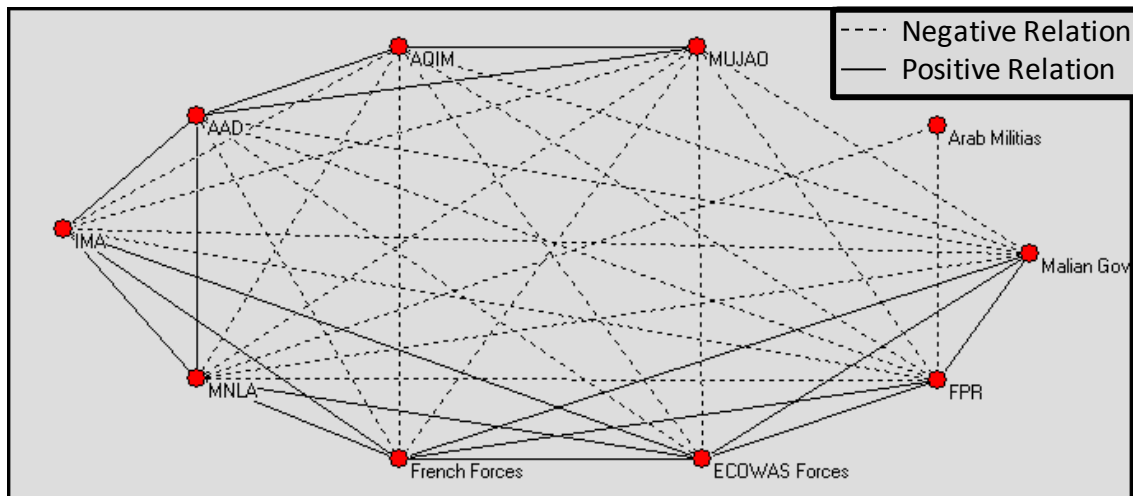 Negative Relation
Positive Relation
AQIM
MUJAO
AAD
Arab Militias
IMA
Malian Gov
MNLA
FPR
French Forces
ECOWAS Forces